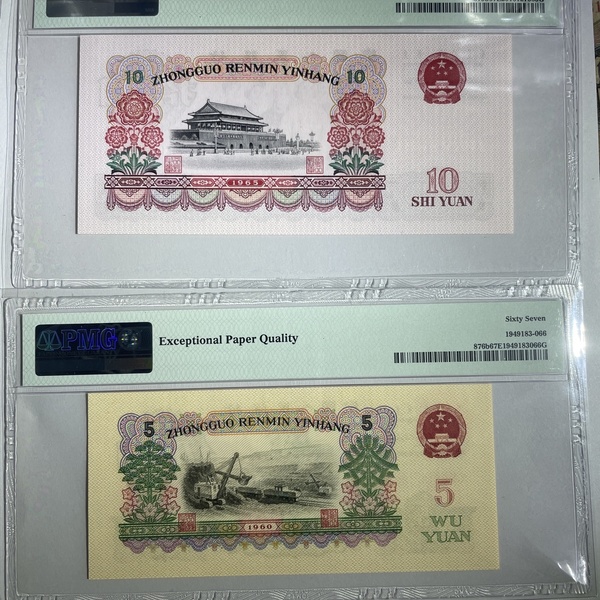 10 ZHONGGUO RENMIN YINHANG 10
1965
10
SHI YUAN
PMG
Exceptional Paper Quality
Sixty Seven
1949183-066
876b67E1949183066G
5 ZHONGGUO RENMIN YINHANG 5
1960
5
WU
YUAN